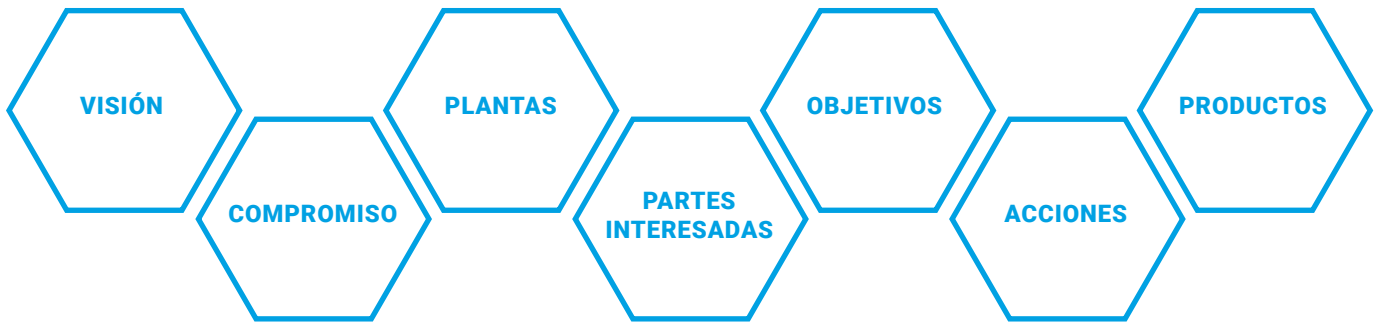 VISIÓN
COMPROMISO
PLANTAS
PARTES
INTERESADAS
OBJETIVOS
ACCIONES
PRODUCTOS